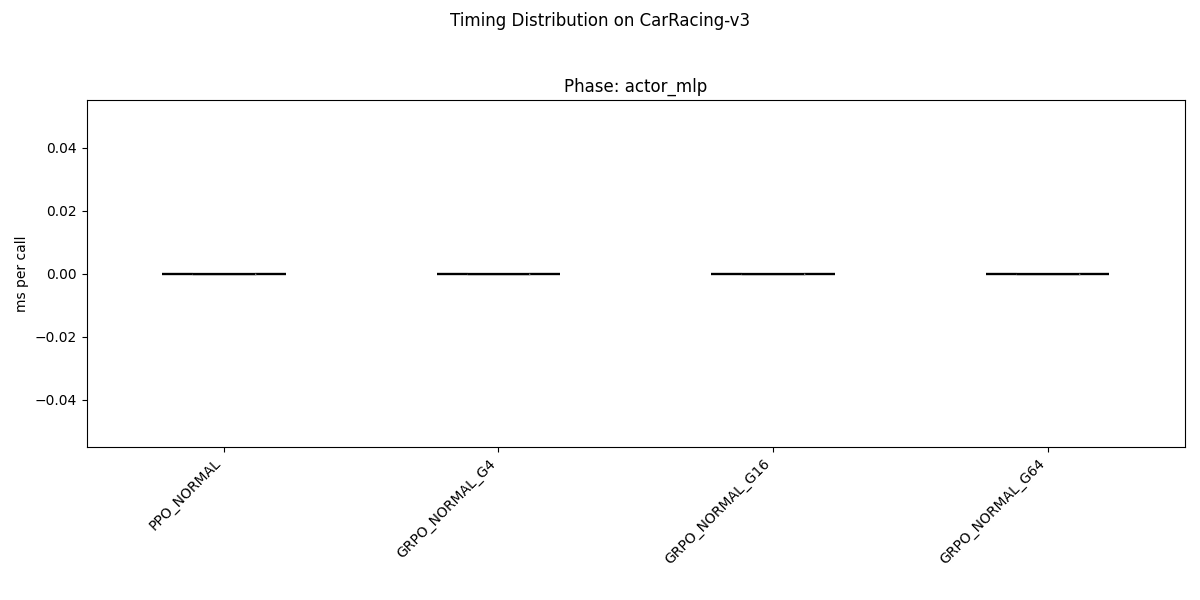 Timing Distribution on CarRacing-v3
Phase: actor_mlp
ms per call
0.04
0.02
0.00
−0.02
−0.04
PPO_NORMAL
GRPO_NORMAL_G4
GRPO_NORMAL_G16
GRPO_NORMAL_G64